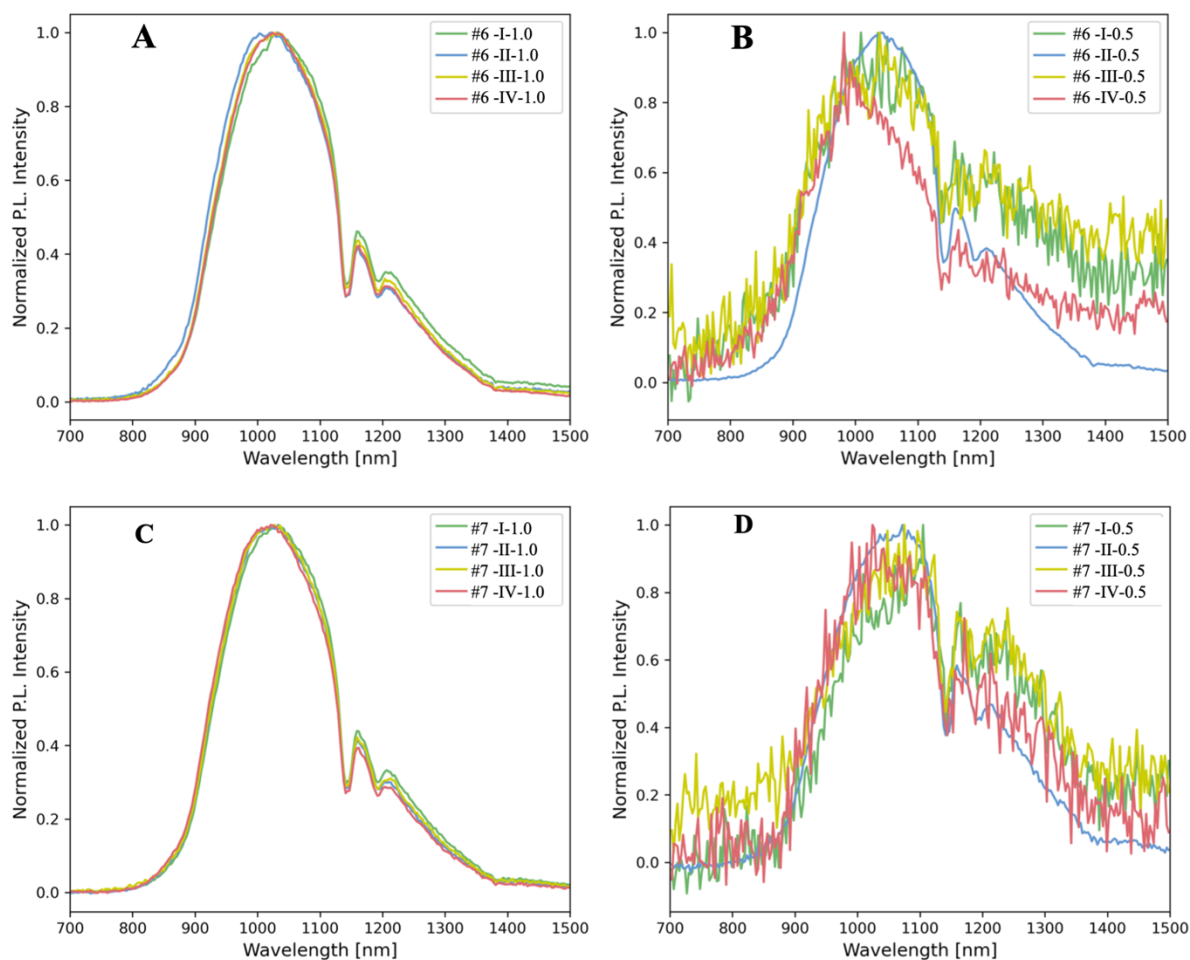 A
#6 -I-1.0
#6 -II-1.0
#6 -III-1.0
#6 -IV-1.0
Normalized P.L. Intensity
1.0
0.8
0.6
0.4
0.2
0.0
700 800 900 1000 1100 1200 1300 1400 1500
Wavelength [nm]
B
#6 -I-0.5
#6 -II-0.5
#6 -III-0.5
#6 -IV-0.5
Normalized P.L. Intensity
1.0
0.8
0.6
0.4
0.2
0.0
700 800 900 1000 1100 1200 1300 1400 1500
Wavelength [nm]
C
#7 -I-1.0
#7 -II-1.0
#7 -III-1.0
#7 -IV-1.0
Normalized P.L. Intensity
1.0
0.8
0.6
0.4
0.2
0.0
700 800 900 1000 1100 1200 1300 1400 1500
Wavelength [nm]
D
#7 -I-0.5
#7 -II-0.5
#7 -III-0.5
#7 -IV-0.5
Normalized P.L. Intensity
1.0
0.8
0.6
0.4
0.2
0.0
700 800 900 1000 1100 1200 1300 1400 1500
Wavelength [nm]